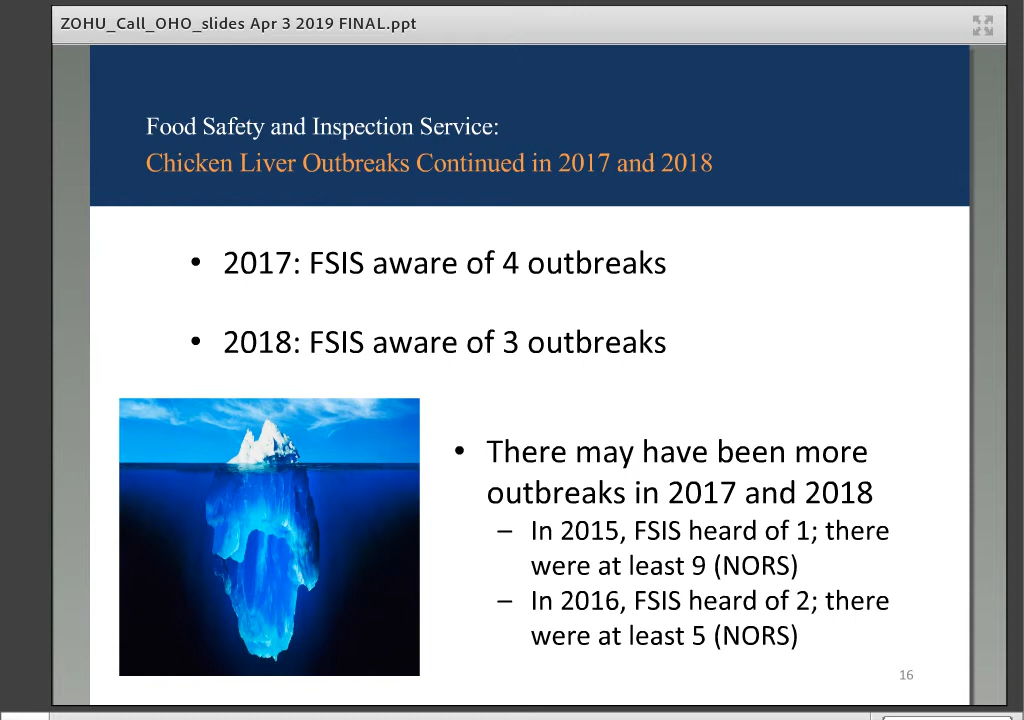 ZOHU_Call_OHO_slides Apr 3 2019 FINAL.ppt
Food Safety and Inspection Service:
Chicken Liver Outbreaks Continued in 2017 and 2018
• 2017: FSIS aware of 4 outbreaks
• 2018: FSIS aware of 3 outbreaks
• There may have been more
outbreaks in 2017 and 2018
– In 2015, FSIS heard of 1; there
were at least 9 (NORS)
– In 2016, FSIS heard of 2; there
were at least 5 (NORS)
16